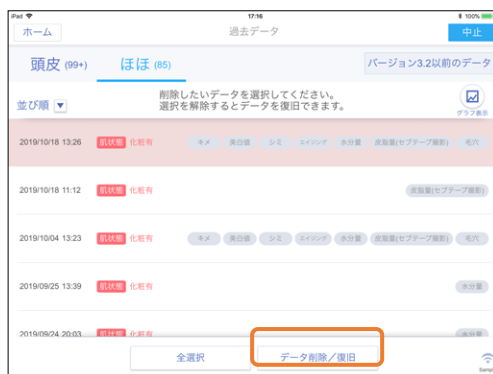 iPad 17:16 100%
ホーム 過去データ 中止
頭皮 (99+) ほほ (85) バージョン3.2以前のデータ
並び順 ▼ 削除したいデータを選択してください。
選択を解除するとデータを復旧できます。
グラフ表示
2019/10/18 13:26 肌状態 化粧有 キメ 美白値 シミ エイジング 水分量 皮脂量(セブテープ撮影) 毛穴
2019/10/18 11:12 肌状態 化粧有 皮脂量(セブテープ撮影)
2019/10/04 13:23 肌状態 化粧有 キメ 美白値 シミ エイジング 水分量 皮脂量(セブテープ撮影) 毛穴
2019/09/25 13:39 肌状態 化粧有 水分量
2019/09/24 20:03 肌状態 化粧有 水分量
全選択 データ削除／復旧